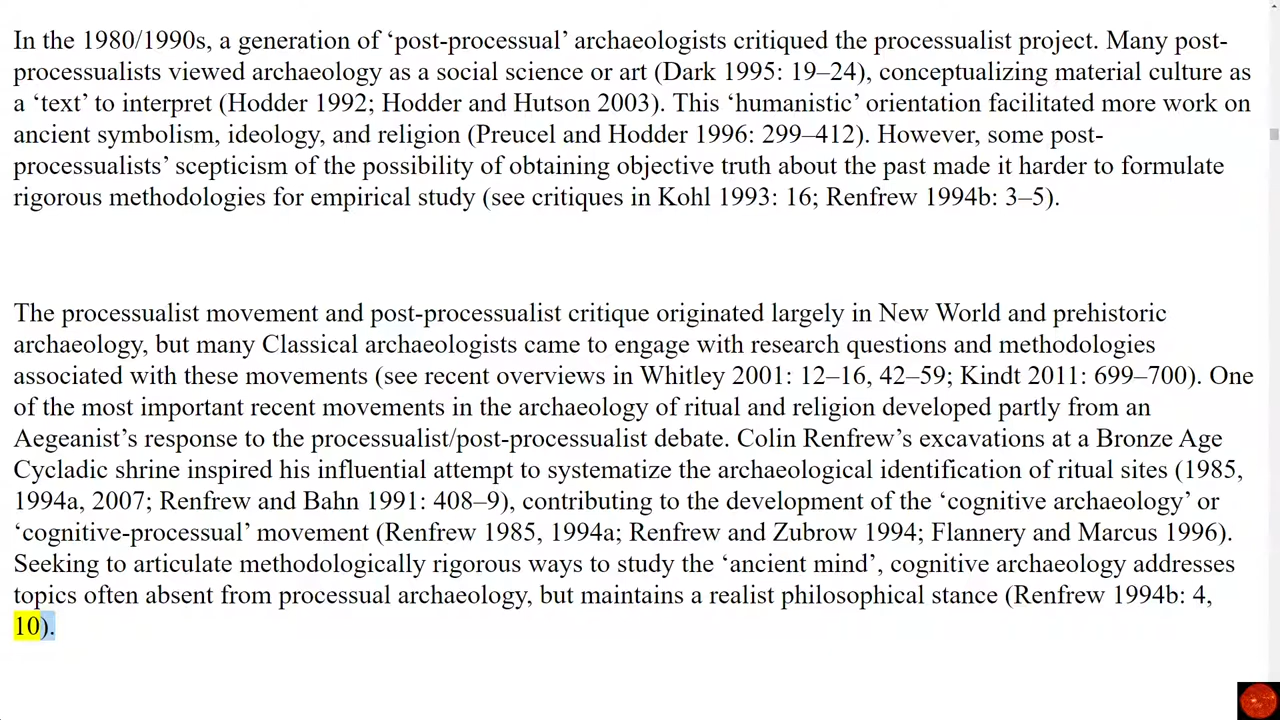 In the 1980/1990s, a generation of ‘post-processual’ archaeologists critiqued the processualist project. Many post-
processualists viewed archaeology as a social science or art (Dark 1995: 19–24), conceptualizing material culture as
a ‘text’ to interpret (Hodder 1992; Hodder and Hutson 2003). This ‘humanistic’ orientation facilitated more work on
ancient symbolism, ideology, and religion (Preucel and Hodder 1996: 299–412). However, some post-
processualists’ scepticism of the possibility of obtaining objective truth about the past made it harder to formulate
rigorous methodologies for empirical study (see critiques in Kohl 1993: 16; Renfrew 1994b: 3–5).
The processualist movement and post-processualist critique originated largely in New World and prehistoric
archaeology, but many Classical archaeologists came to engage with research questions and methodologies
associated with these movements (see recent overviews in Whitley 2001: 12–16, 42–59; Kindt 2011: 699–700). One
of the most important recent movements in the archaeology of ritual and religion developed partly from an
Aegeanist’s response to the processualist/post-processualist debate. Colin Renfrew’s excavations at a Bronze Age
Cycladic shrine inspired his influential attempt to systematize the archaeological identification of ritual sites (1985,
1994a, 2007; Renfrew and Bahn 1991: 408–9), contributing to the development of the ‘cognitive archaeology’ or
‘cognitive-processual’ movement (Renfrew 1985, 1994a; Renfrew and Zubrow 1994; Flannery and Marcus 1996).
Seeking to articulate methodologically rigorous ways to study the ‘ancient mind’, cognitive archaeology addresses
topics often absent from processual archaeology, but maintains a realist philosophical stance (Renfrew 1994b: 4,
10).